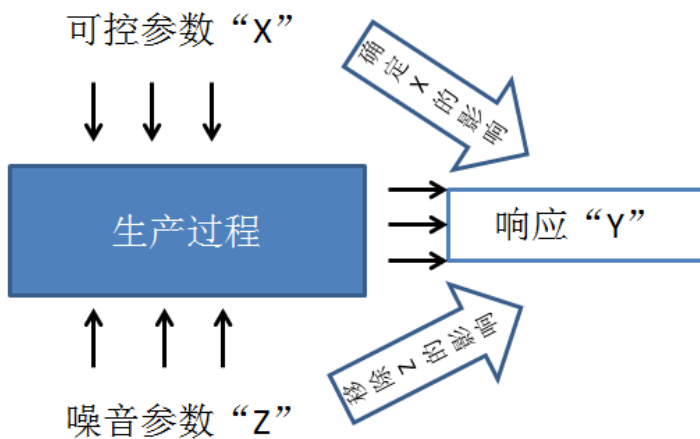 可控参数“X”
确定X的影响
生产过程
响应“Y”
移除Z的影响
噪音参数“Z”